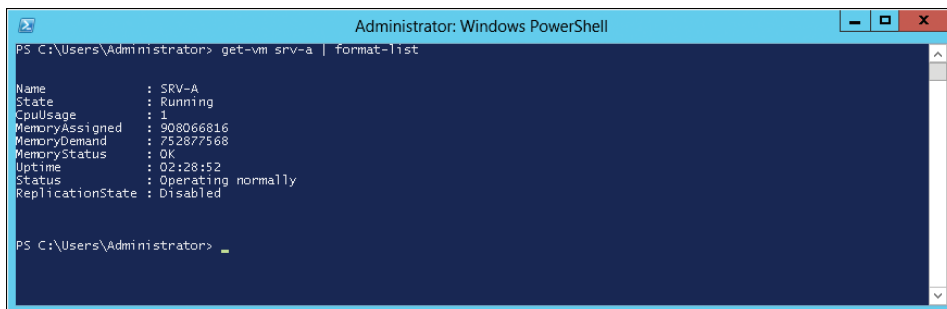 Administrator: Windows PowerShell
PS C:\Users\Administrator> get-vm srv-a | format-list
Name             : SRV-A
State            : Running
CpuUsage         : 1
MemoryAssigned   : 908066816
MemoryDemand     : 752877568
MemoryStatus     : OK
Uptime           : 02:28:52
Status           : Operating normally
ReplicationState : Disabled
PS C:\Users\Administrator> _